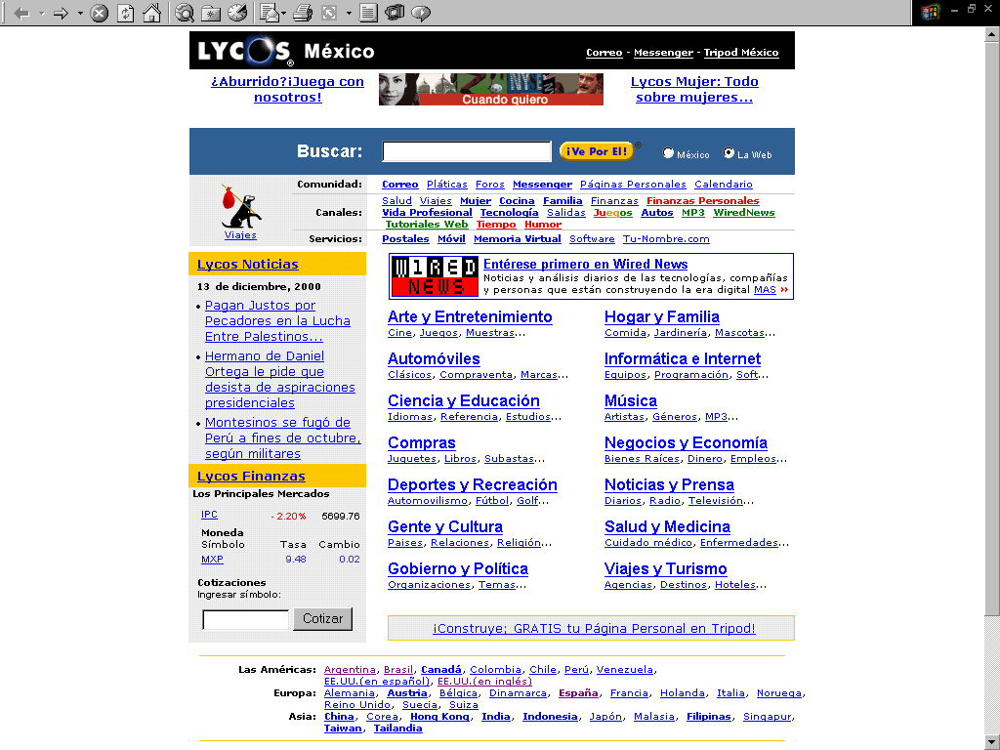 LYCOS® México
Correo - Messenger - Tripod México
¿Aburrido?¡Juega con
nosotros!
Cuando quiero
Lycos Mujer: Todo
sobre mujeres...
Buscar:
¡Ve Por El!
México
La Web
Viajes
Comunidad: Correo Pláticas Foros Messenger Páginas Personales Calendario
Canales: Salud Viajes Mujer Cocina Familia Finanzas Finanzas Personales
Vida Profesional Tecnología Salidas Juegos Autos MP3 WiredNews
Tutoriales Web Tiempo Humor
Servicios: Postales Móvil Memoria Virtual Software Tu-Nombre.com
Lycos Noticias
13 de diciembre, 2000
• Pagan Justos por
Pecadores en la Lucha
Entre Palestinos...
• Hermano de Daniel
Ortega le pide que
desista de aspiraciones
presidenciales
• Montesinos se fugó de
Perú a fines de octubre,
según militares
Lycos Finanzas
Los Principales Mercados
IPC - 2.20% 5699.76
Moneda
Símbolo Tasa Cambio
MXP 9.48 0.02
Cotizaciones
Ingresar símbolo:
Cotizar
WIRED
NEWS
Entérese primero en Wired News
Noticias y análisis diarios de las tecnologías, compañías
y personas que están construyendo la era digital MAS »
Arte y Entretenimiento
Cine, Juegos, Muestras...
Automóviles
Clásicos, Compraventa, Marcas...
Ciencia y Educación
Idiomas, Referencia, Estudios...
Compras
Juguetes, Libros, Subastas...
Deportes y Recreación
Automovilismo, Fútbol, Golf...
Gente y Cultura
Paises, Relaciones, Religión...
Gobierno y Política
Organizaciones, Temas...
Hogar y Familia
Comida, Jardinería, Mascotas...
Informática e Internet
Equipos, Programación, Soft...
Música
Artistas, Géneros, MP3...
Negocios y Economía
Bienes Raíces, Dinero, Empleos...
Noticias y Prensa
Diarios, Radio, Televisión...
Salud y Medicina
Cuidado médico, Enfermedades...
Viajes y Turismo
Agencias, Destinos, Hoteles...
¡Construye; GRATIS tu Página Personal en Tripod!
Las Américas: Argentina, Brasil, Canadá, Colombia, Chile, Perú, Venezuela,
EE.UU.(en español), EE.UU.(en inglés)
Europa: Alemania, Austria, Bélgica, Dinamarca, España, Francia, Holanda, Italia, Noruega,
Reino Unido, Suecia, Suiza
Asia: China, Corea, Hong Kong, India, Indonesia, Japón, Malasia, Filipinas, Singapur,
Taiwan, Tailandia